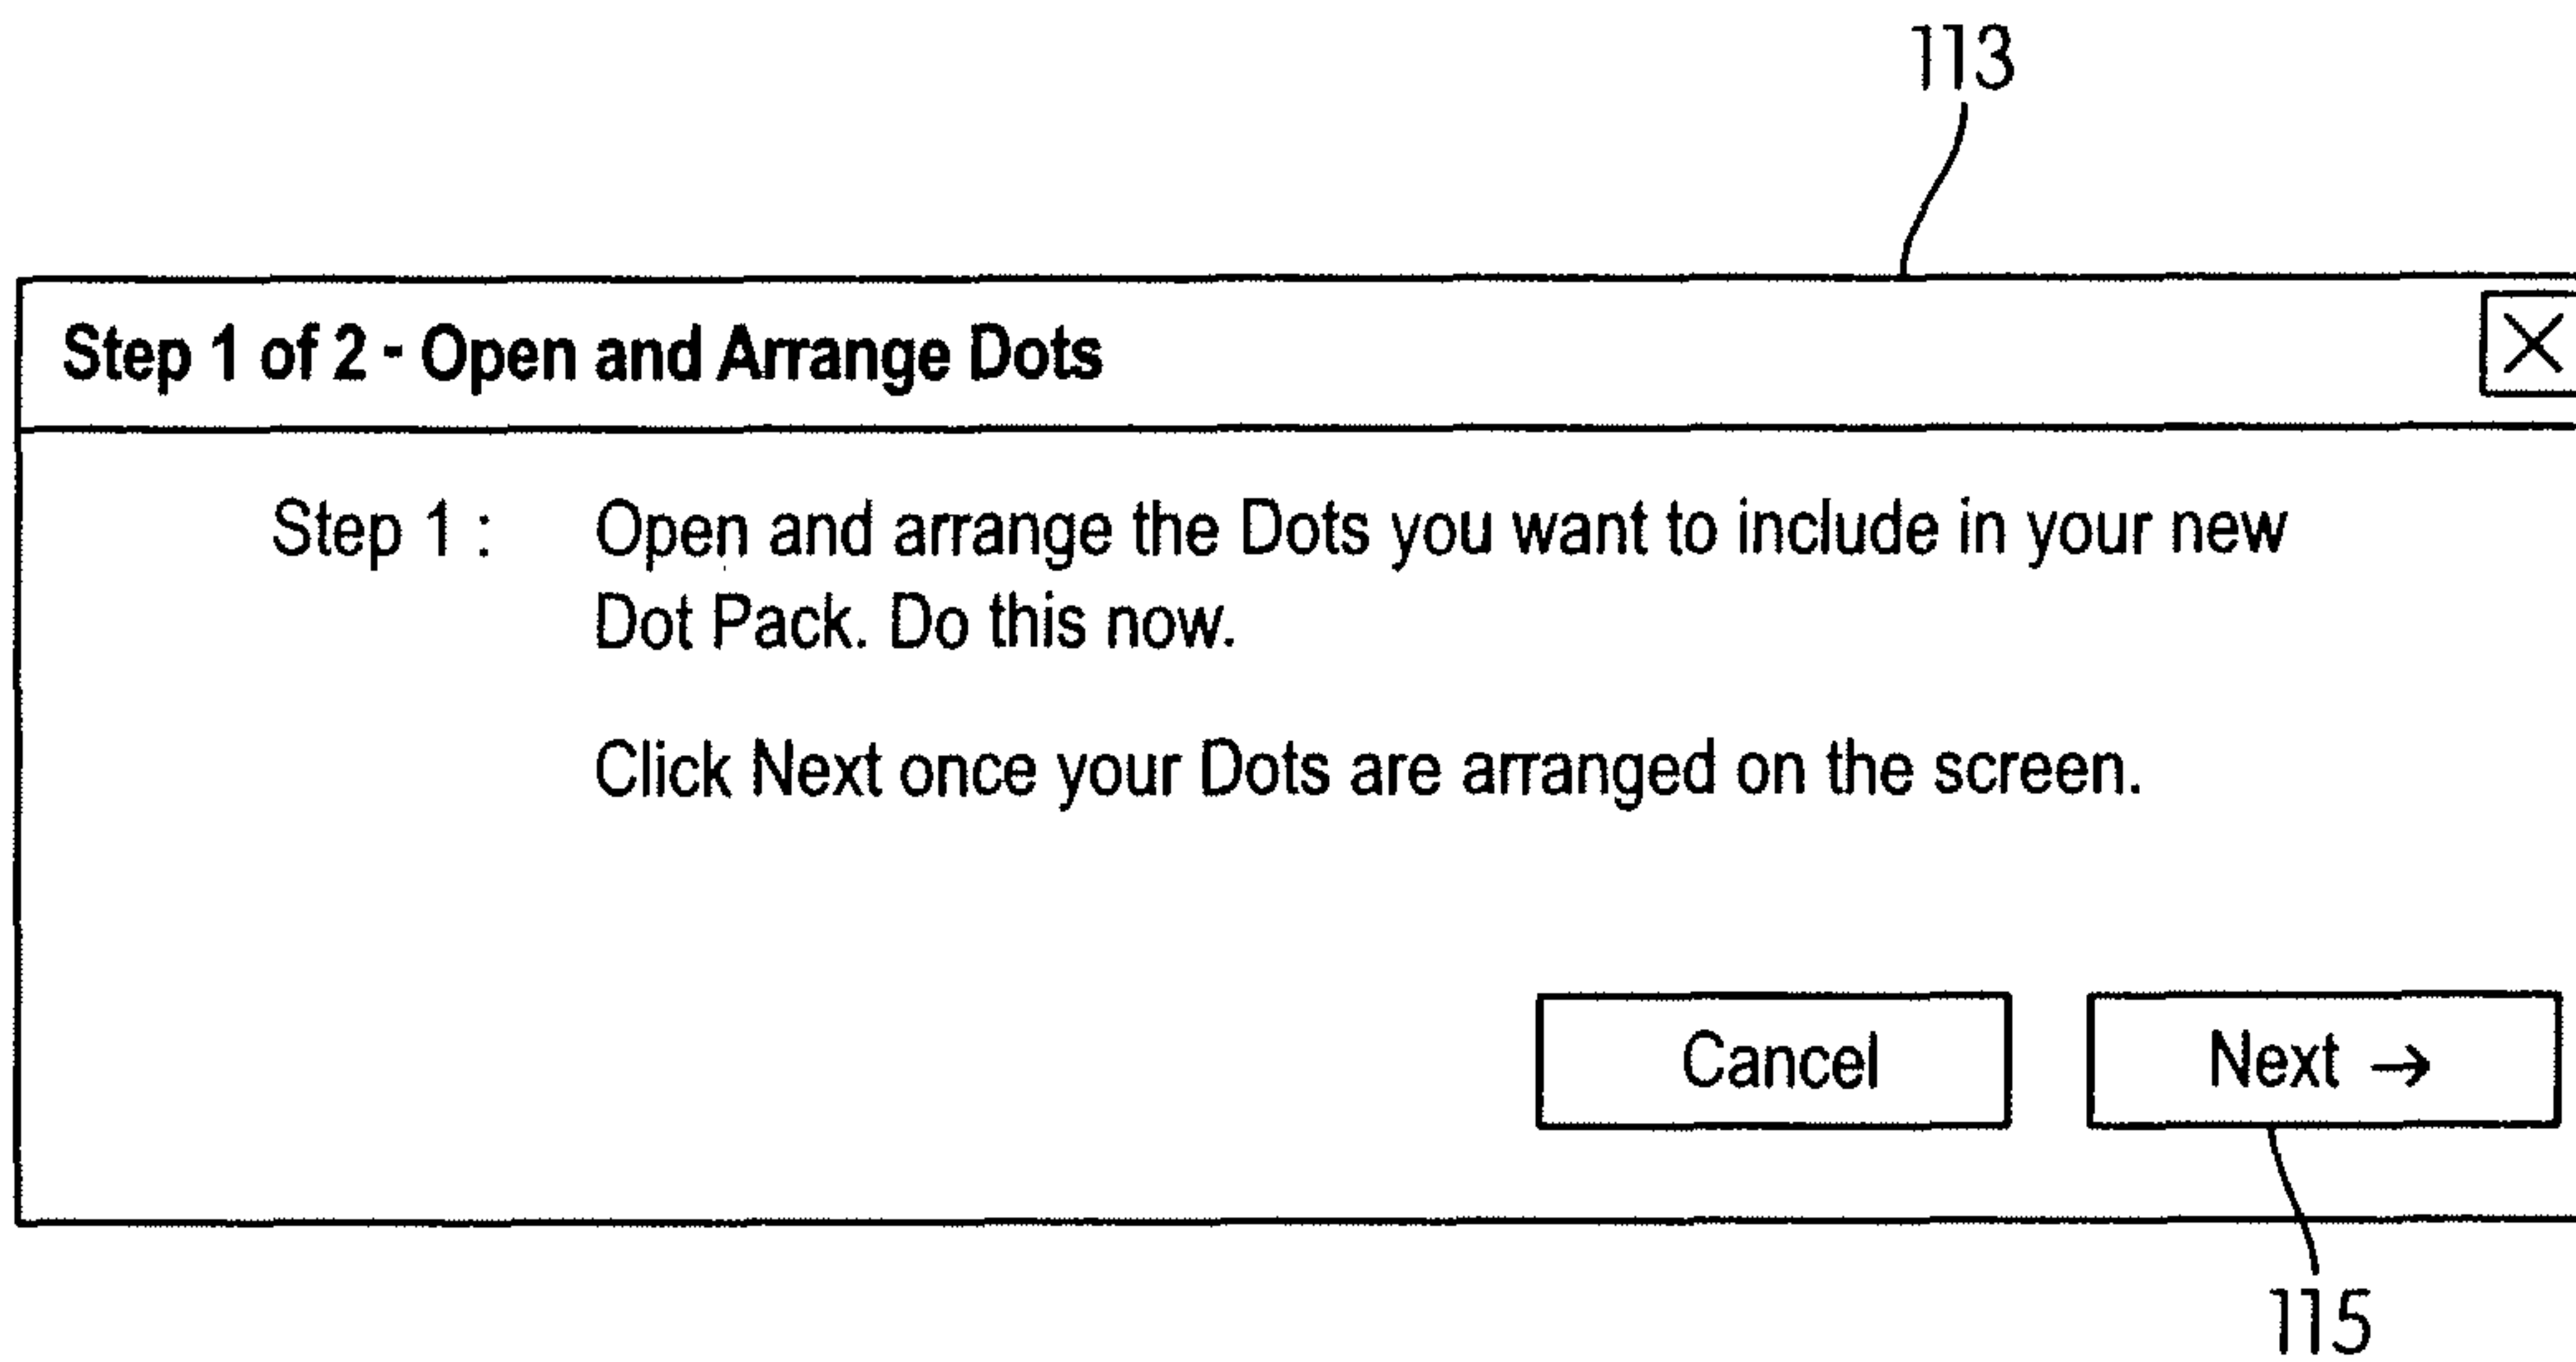 113
Step 1 of 2 - Open and Arrange Dots
Step 1 : Open and arrange the Dots you want to include in your new
Dot Pack. Do this now.
Click Next once your Dots are arranged on the screen.
Cancel Next →
115